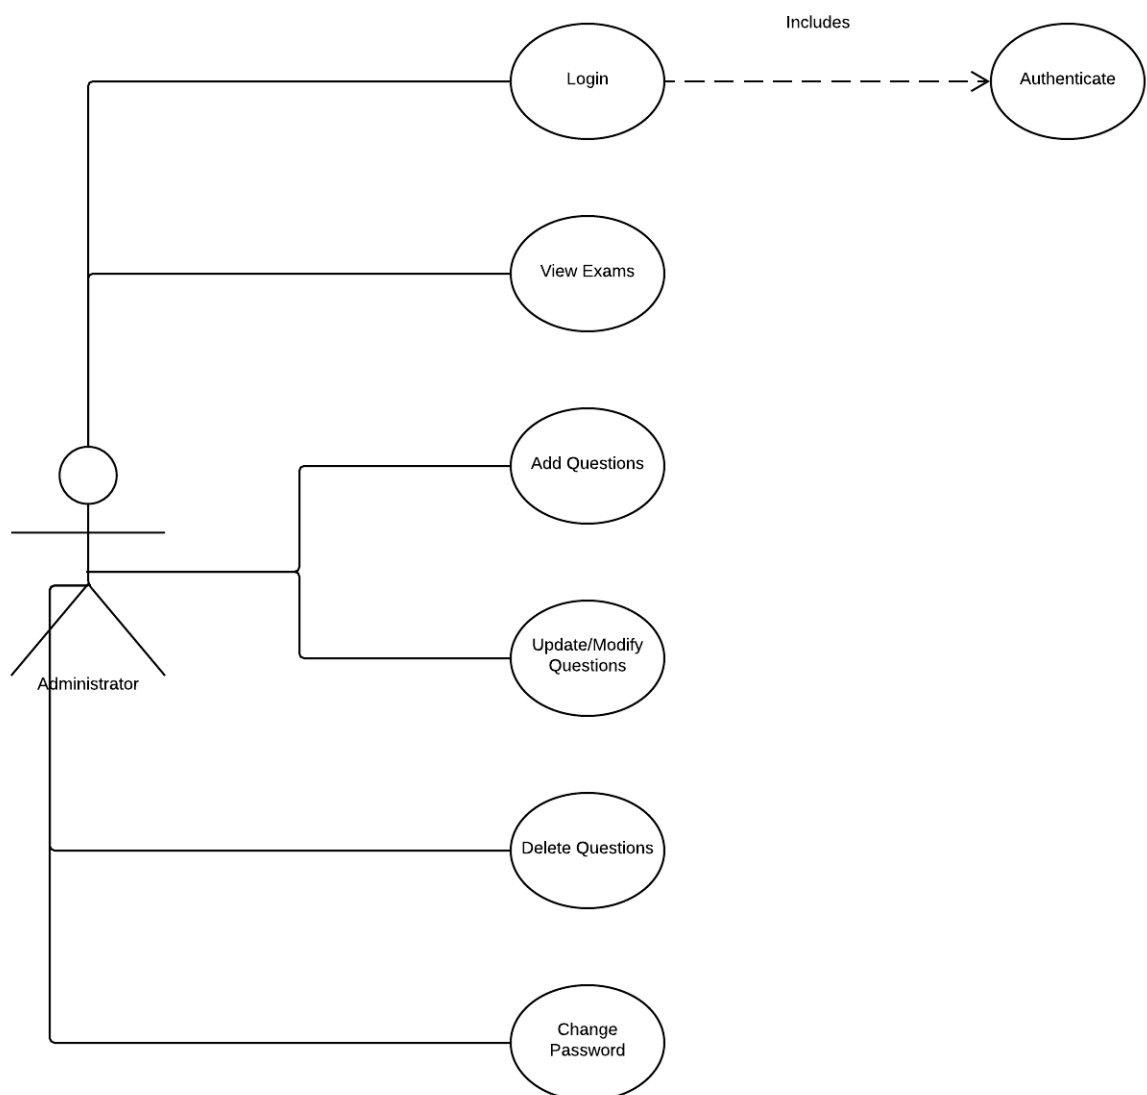 Includes
Login
Authenticate
View Exams
Add Questions
Update/Modify
Questions
Administrator
Delete Questions
Change
Password